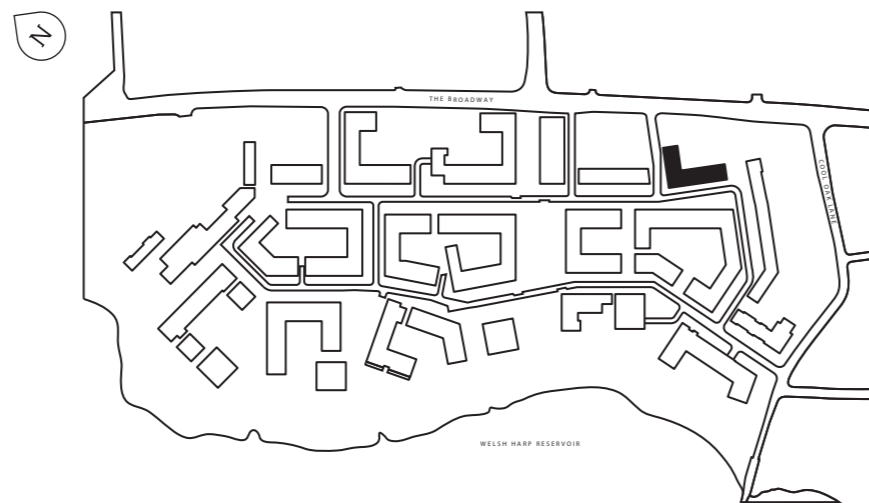 N
THE BROADWAY
COOL OAK LANE
WELSH HARP RESERVOIR